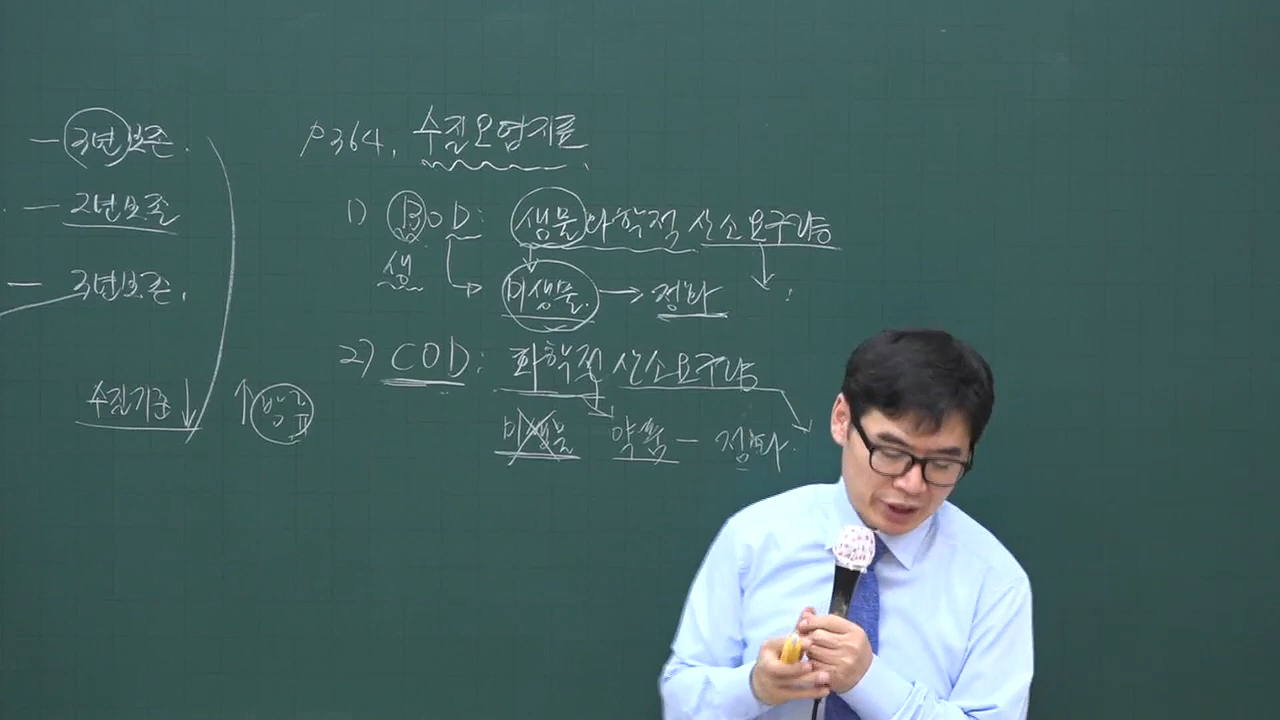 — 3년보존.
— 2년보존
— 3년보존.
수질기준 ↓
↑
p364. 수질오염지표
1) BOD: 생물화학적 산소요구량
생 미생물. → 정화
2) COD: 화학적 산소요구량
미생물 약품 — 정화.